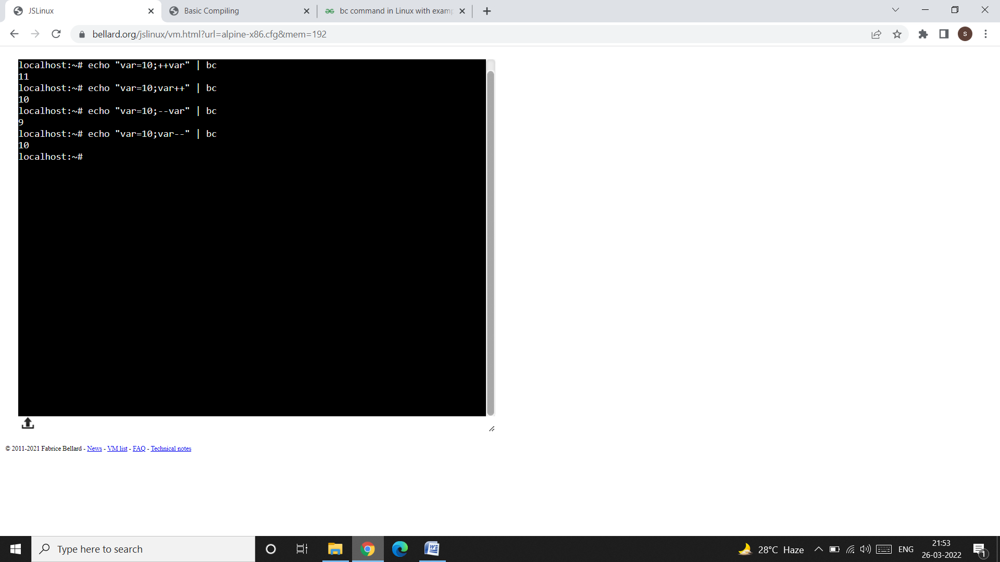 JSLinux
Basic Compiling
bc command in Linux with examp
bellard.org/jslinux/vm.html?url=alpine-x86.cfg&mem=192
S
localhost:~# echo "var=10;++var" | bc
11
localhost:~# echo "var=10;var++" | bc
10
localhost:~# echo "var=10;--var" | bc
9
localhost:~# echo "var=10;var--" | bc
10
localhost:~#
© 2011-2021 Fabrice Bellard - News - VM list - FAQ - Technical notes
Type here to search
28°C Haze
ENG
21:53
26-03-2022
1